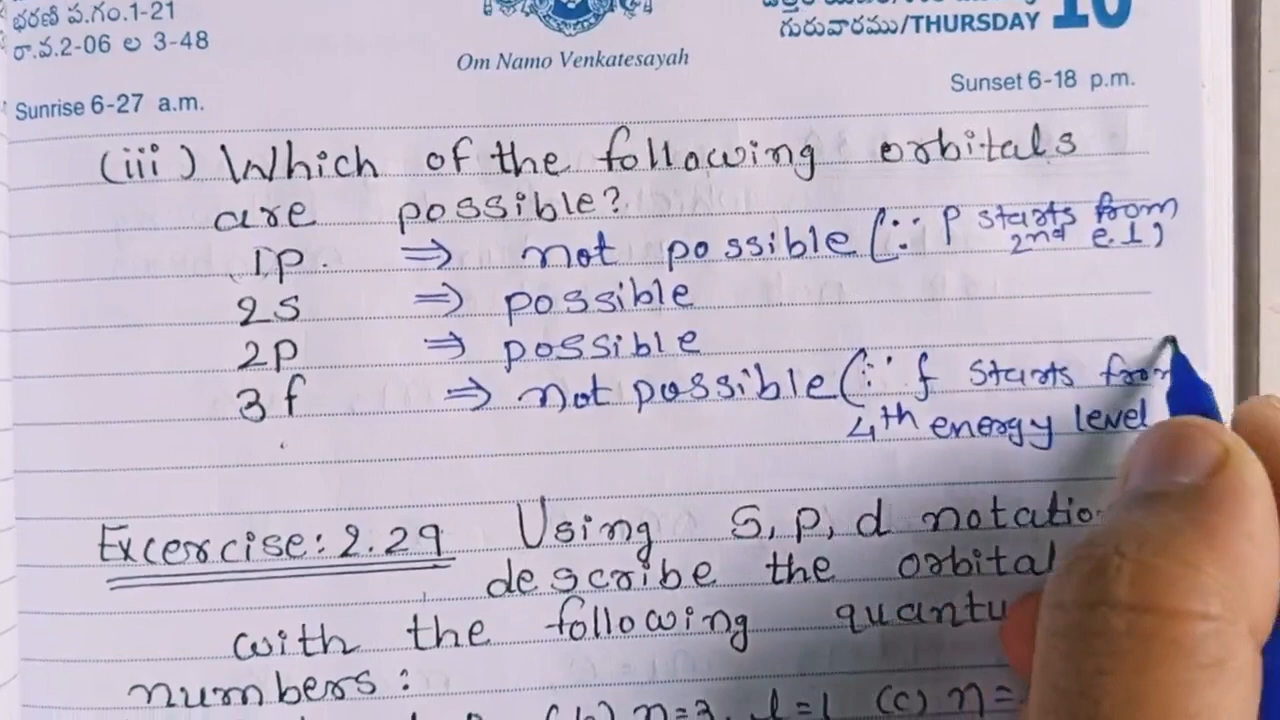 భరణి ప.గం.1-21
రా.వ.2-06 ల 3-48
గురువారము/THURSDAY 10
Om Namo Venkatesayah
Sunrise 6-27 a.m.
Sunset 6-18 p.m.
(iii) Which of the following orbitals
are possible?
1p. ⇒ not possible (∵ P starts from
2nd e.l)
2s ⇒ possible
2p ⇒ possible
3f ⇒ not possible (∵ f starts from
4th energy level
Excercise: 2.29 Using s, p, d notatio
describe the orbital
with the following quantu
numbers:
(b) n=3, l=1 (c) n=